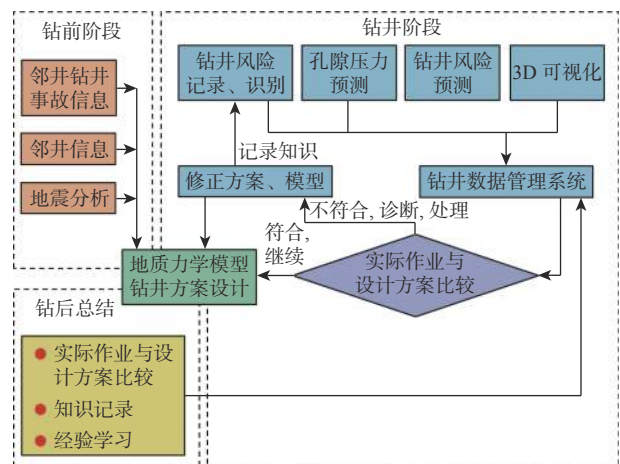 钻前阶段
邻井钻井
事故信息
邻井信息
地震分析
钻井阶段
钻井风险
记录、识别
孔隙压力
预测
钻井风险
预测
3D 可视化
记录知识
修正方案、模型
钻井数据管理系统
不符合, 诊断, 处理
符合,
继续
实际作业与
设计方案比较
地质力学模型
钻井方案设计
钻后总结
实际作业与设
计方案比较
知识记录
经验学习